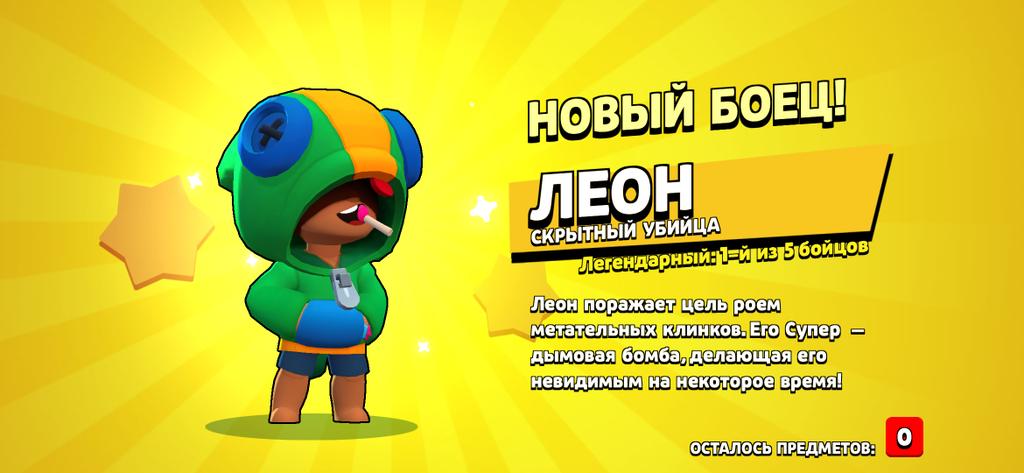 НОВЫЙ БОЕЦ!
ЛЕОН
СКРЫТНЫЙ УБИЙЦА
Легендарный: 1-й из 5 бойцов
Леон поражает цель роем
метательных клинков. Его Супер —
дымовая бомба, делающая его
невидимым на некоторое время!
ОСТАЛОСЬ ПРЕДМЕТОВ: 0